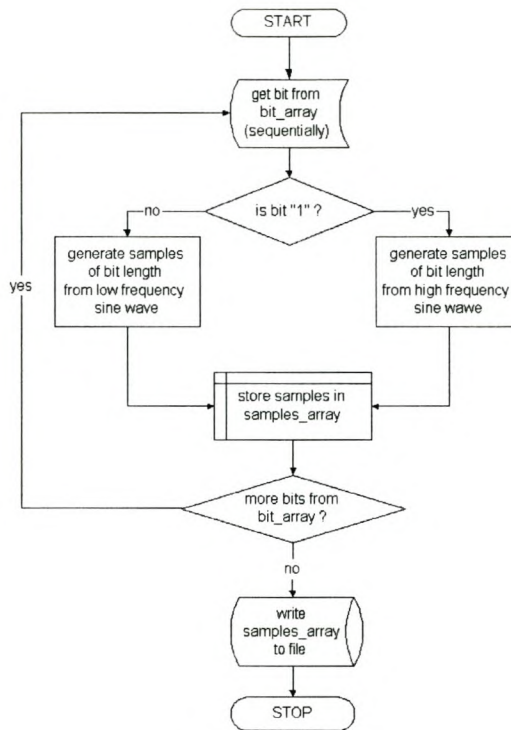 START
get bit from
bit_array
(sequentially)
is bit "1" ?
no
yes
generate samples
of bit length
from low frequency
sine wave
generate samples
of bit length
from high frequency
sine wawe
yes
store samples in
samples_array
more bits from
bit_array ?
no
write
samples_array
to file
STOP